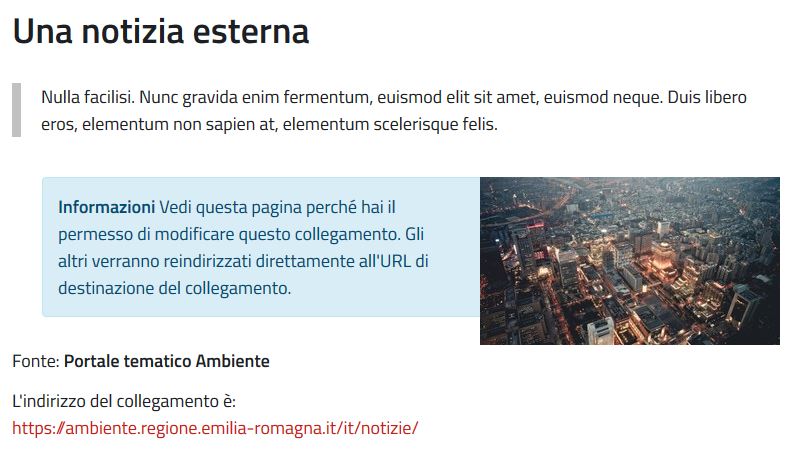 Una notizia esterna
Nulla facilisi. Nunc gravida enim fermentum, euismod elit sit amet, euismod neque. Duis libero
eros, elementum non sapien at, elementum scelerisque felis.
Informazioni Vedi questa pagina perché hai il
permesso di modificare questo collegamento. Gli
altri verranno reindirizzati direttamente all'URL di
destinazione del collegamento.
Fonte: Portale tematico Ambiente
L'indirizzo del collegamento è:
https://ambiente.regione.emilia-romagna.it/it/notizie/